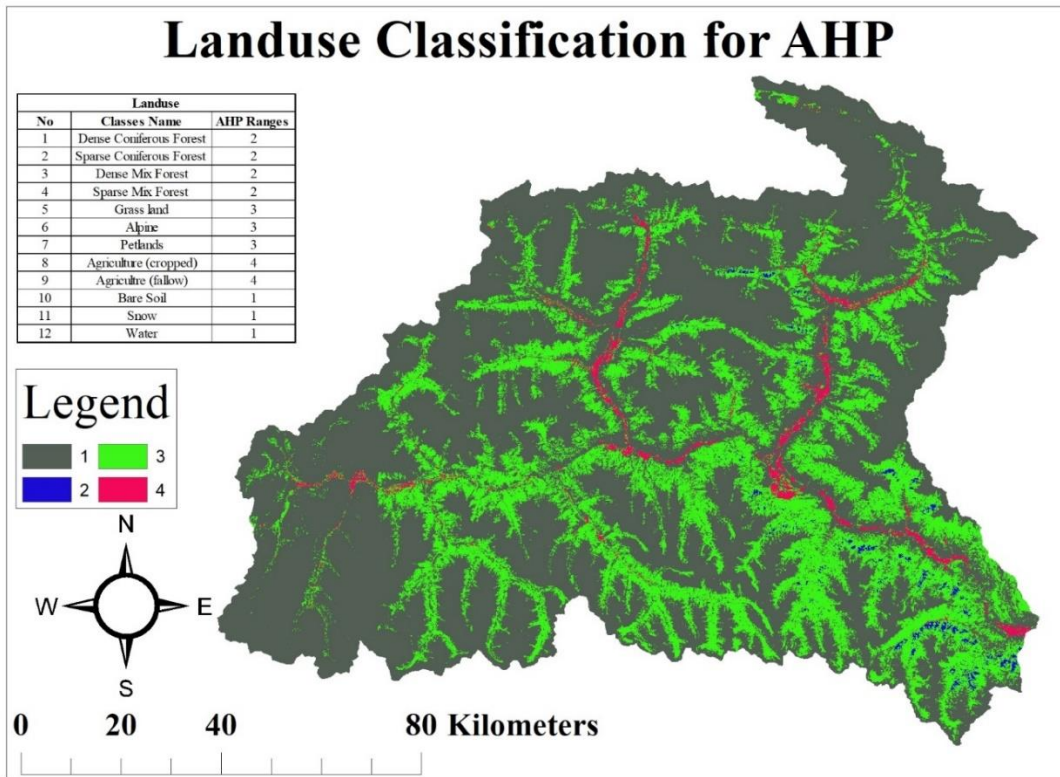 Landuse Classification for AHP
Landuse
No Classes Name AHP Ranges
1 Dense Coniferous Forest 2
2 Sparse Coniferous Forest 2
3 Dense Mix Forest 2
4 Sparse Mix Forest 2
5 Grass land 3
6 Alpine 3
7 Petlands 3
8 Agriculture (cropped) 4
9 Agricultre (fallow) 4
10 Bare Soil 1
11 Snow 1
12 Water 1
Legend
1 3
2 4
N
W E
S
0 20 40 80 Kilometers